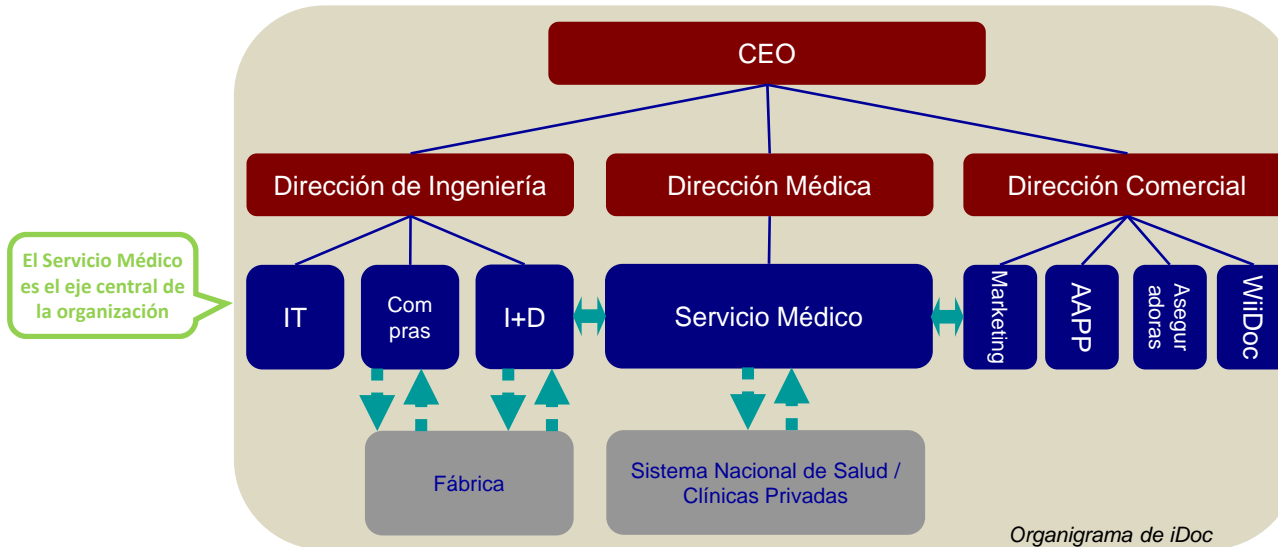 CEO
Dirección de Ingeniería
Dirección Médica
Dirección Comercial
El Servicio Médico
es el eje central de
la organización
IT
Com
pras
I+D
Servicio Médico
Marketing
AAPP
Asegur
adoras
WiiDoc
Fábrica
Sistema Nacional de Salud /
Clínicas Privadas
Organigrama de iDoc